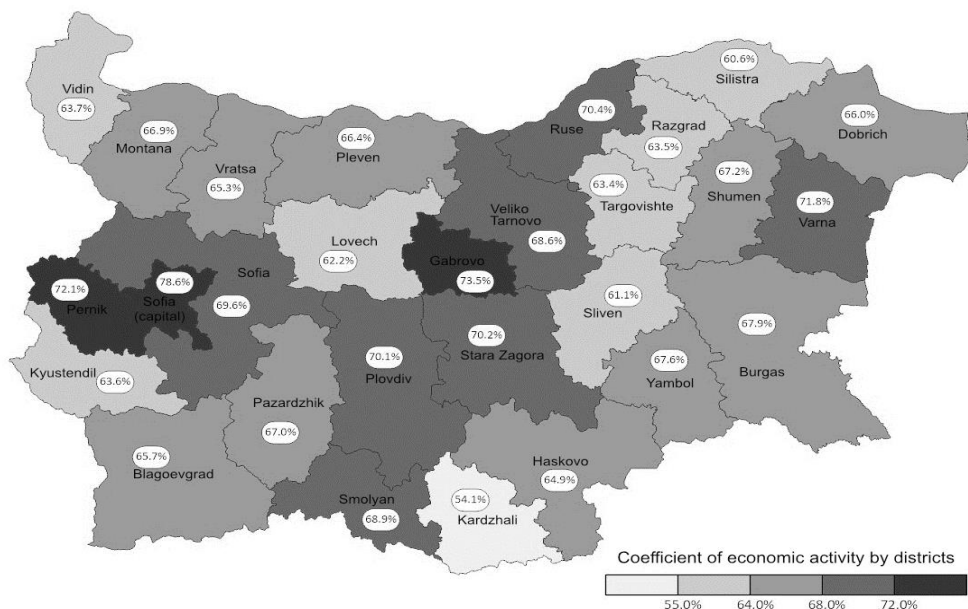 60.6%
Silistra
Vidin
63.7%
66.9%
Montana
66.4%
Pleven
70.4%
Ruse
Razgrad
63.5%
66.0%
Dobrich
Vratsa
65.3%
67.2%
Shumen
63.4%
Targovishte
71.8%
Varna
Veliko
Tarnovo
68.6%
Lovech
62.2%
Gabrovo
73.5%
72.1%
Pernik
78.6%
Sofia
(capital)
Sofia
69.6%
61.1%
Sliven
67.9%
Burgas
70.2%
Stara Zagora
70.1%
Plovdiv
67.6%
Yambol
Kyustendil
63.6%
Pazardzhik
67.0%
65.7%
Blagoevgrad
Haskovo
64.9%
Smolyan
68.9%
54.1%
Kardzhali
Coefficient of economic activity by districts
55.0% 64.0% 68.0% 72.0%